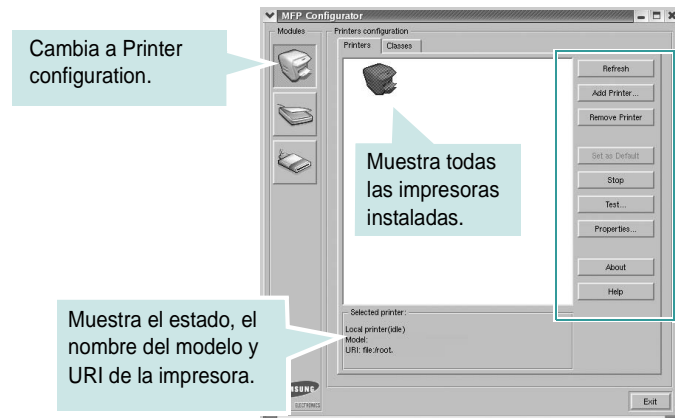 MFP Configurator
Modules
Printers configuration
Printers
Classes
Cambia a Printer
configuration.
Refresh
Add Printer...
Remove Printer
Set as Default
Stop
Test...
Properties...
About
Help
Muestra todas
las impresoras
instaladas.
Selected printer:
Local printer(idle)
Model:
URI: file:/root.
Muestra el estado, el
nombre del modelo y
URI de la impresora.
SUNG
ELECTRONICS
Exit